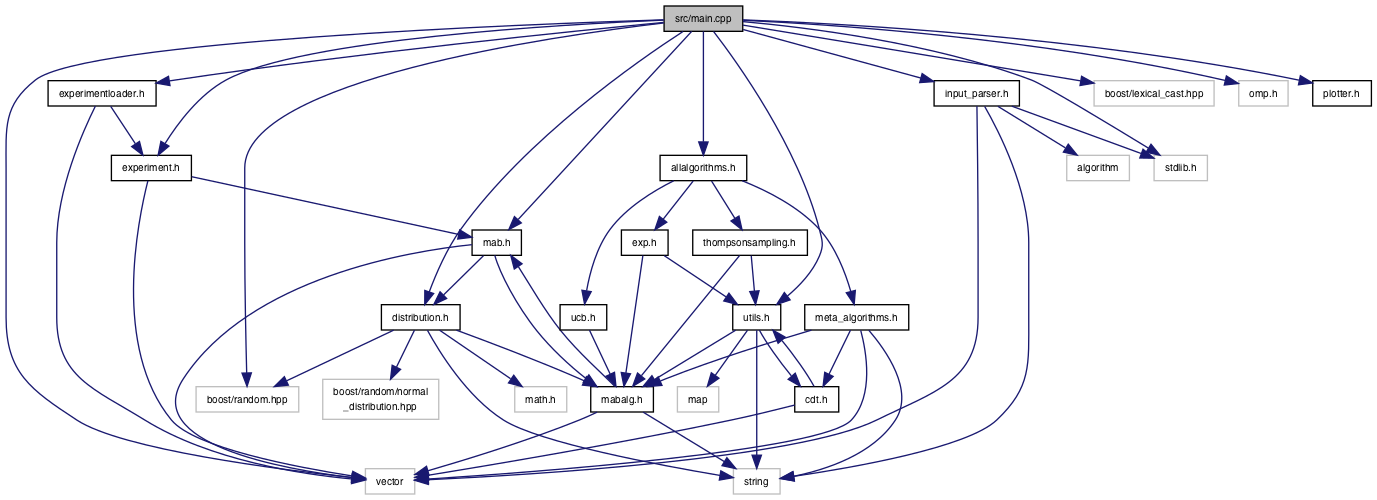 src/main.cpp
experimentloader.h
input_parser.h
boost/lexical_cast.hpp
omp.h
plotter.h
experiment.h
allalgorithms.h
algorithm
stdlib.h
mab.h
exp.h
thompsonsampling.h
distribution.h
ucb.h
utils.h
meta_algorithms.h
boost/random.hpp
boost/random/normal
_distribution.hpp
math.h
mabalg.h
map
cdt.h
vector
string